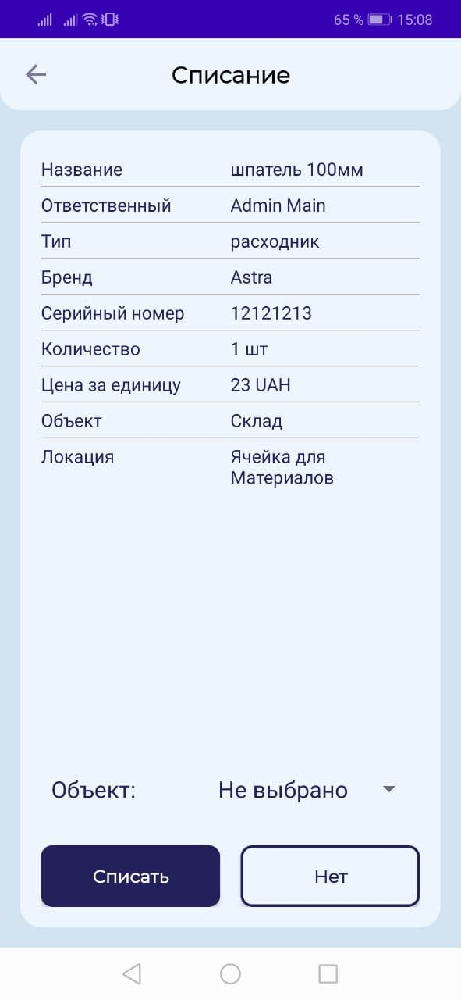 65 % 15:08
Списание
Название шпатель 100мм
Ответственный Admin Main
Тип расходник
Бренд Astra
Серийный номер 12121213
Количество 1 шт
Цена за единицу 23 UAH
Объект Склад
Локация Ячейка для
Материалов
Объект: Не выбрано
Списать Нет